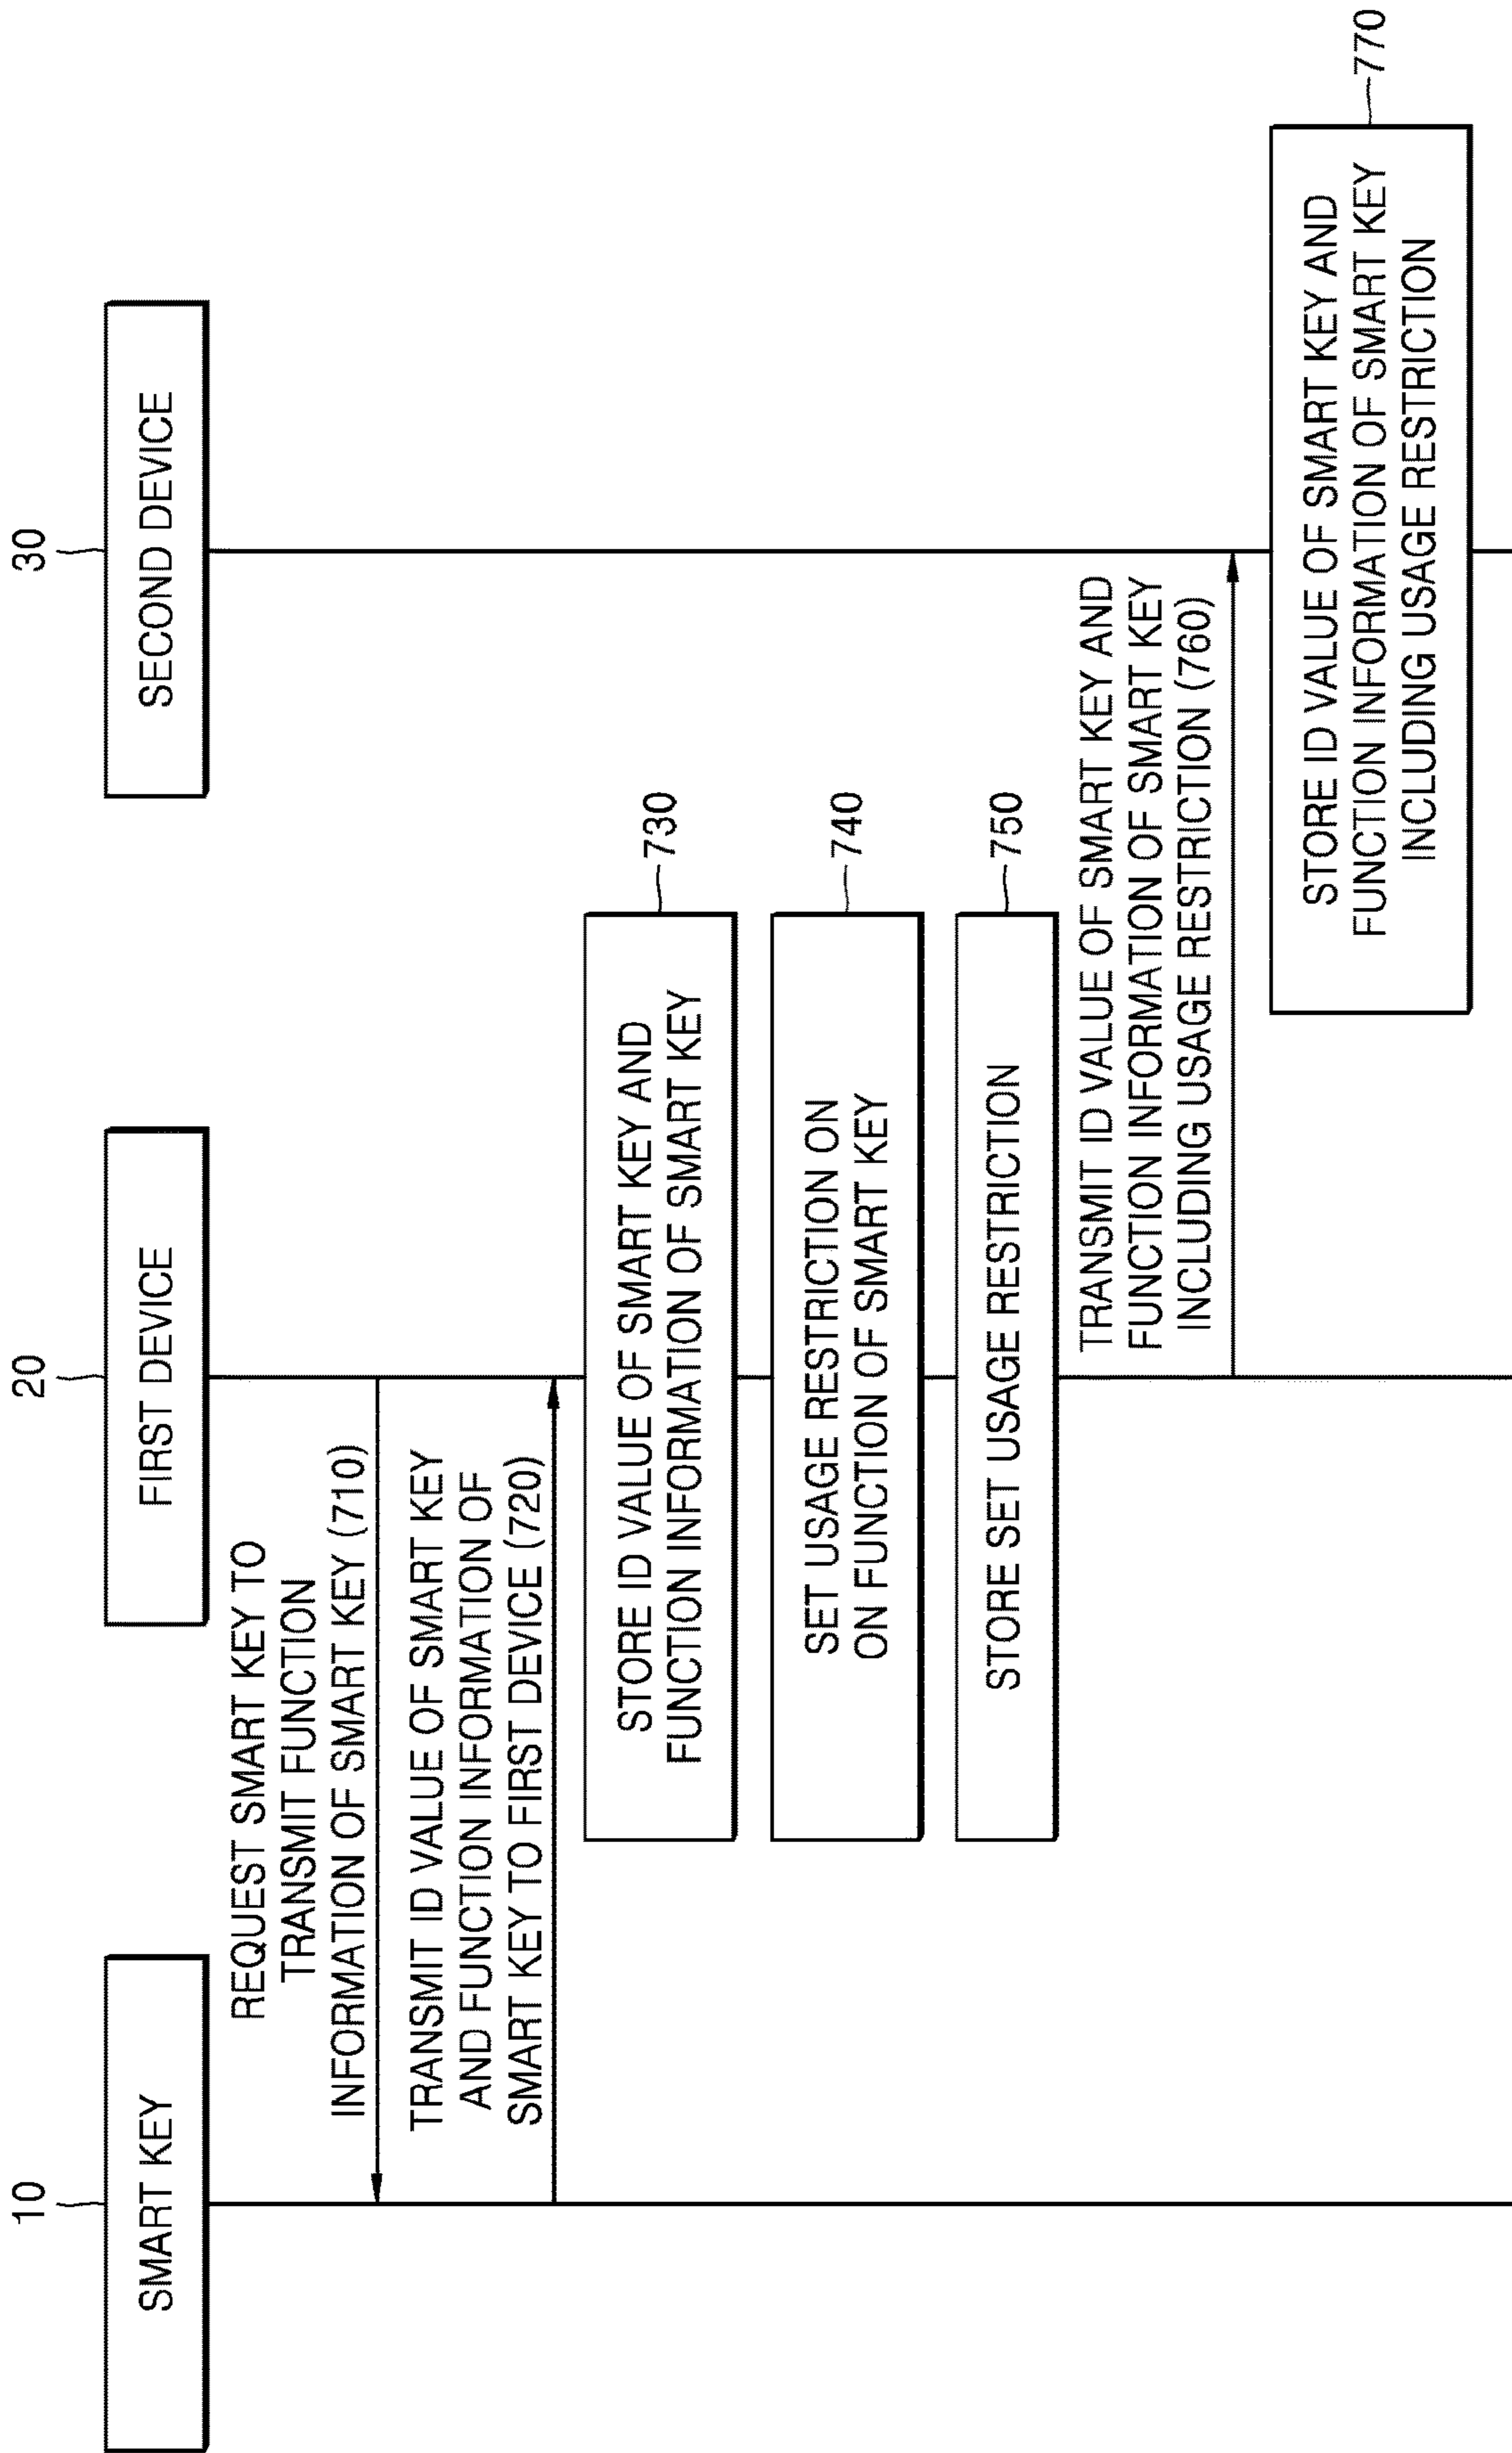 10
20
30
SMART KEY
FIRST DEVICE
SECOND DEVICE
REQUEST SMART KEY TO
TRANSMIT FUNCTION
INFORMATION OF SMART KEY (710)
TRANSMIT ID VALUE OF SMART KEY
AND FUNCTION INFORMATION OF
SMART KEY TO FIRST DEVICE (720)
STORE ID VALUE OF SMART KEY AND
FUNCTION INFORMATION OF SMART KEY
730
SET USAGE RESTRICTION ON
ON FUNCTION OF SMART KEY
740
STORE SET USAGE RESTRICTION
750
TRANSMIT ID VALUE OF SMART KEY AND
FUNCTION INFORMATION OF SMART KEY
INCLUDING USAGE RESTRICTION (760)
STORE ID VALUE OF SMART KEY AND
FUNCTION INFORMATION OF SMART KEY
INCLUDING USAGE RESTRICTION
770